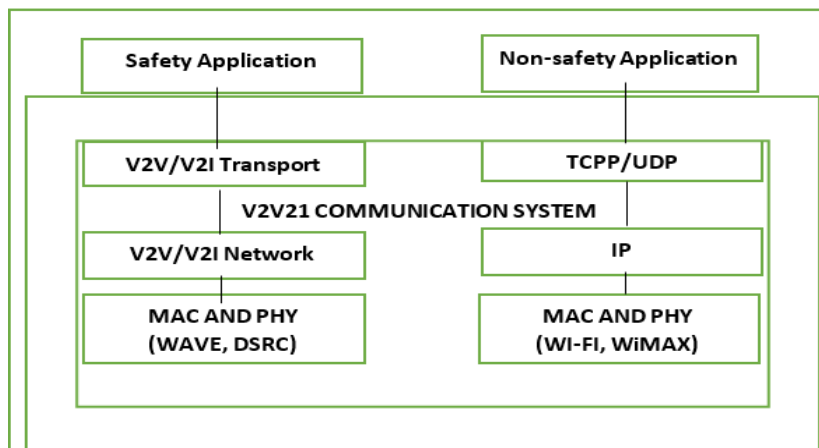 Safety Application
Non-safety Application
V2V/V2I Transport
TCPP/UDP
V2V21 COMMUNICATION SYSTEM
V2V/V2I Network
IP
MAC AND PHY
(WAVE, DSRC)
MAC AND PHY
(WI-FI, WiMAX)